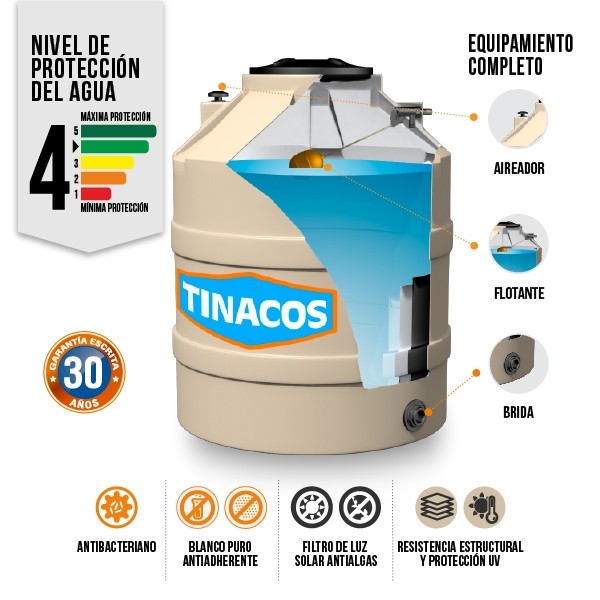 NIVEL DE
PROTECCIÓN
DEL AGUA
MÁXIMA PROTECCIÓN
4
5
3
2
1
MÍNIMA PROTECCIÓN
EQUIPAMIENTO
COMPLETO
AIREADOR
FLOTANTE
BRIDA
TINACOS
GARANTÍA ESCRITA
30
AÑOS
ANTIBACTERIANO
BLANCO PURO
ANTIADHERENTE
FILTRO DE LUZ
SOLAR ANTIALGAS
RESISTENCIA ESTRUCTURAL
Y PROTECCIÓN UV